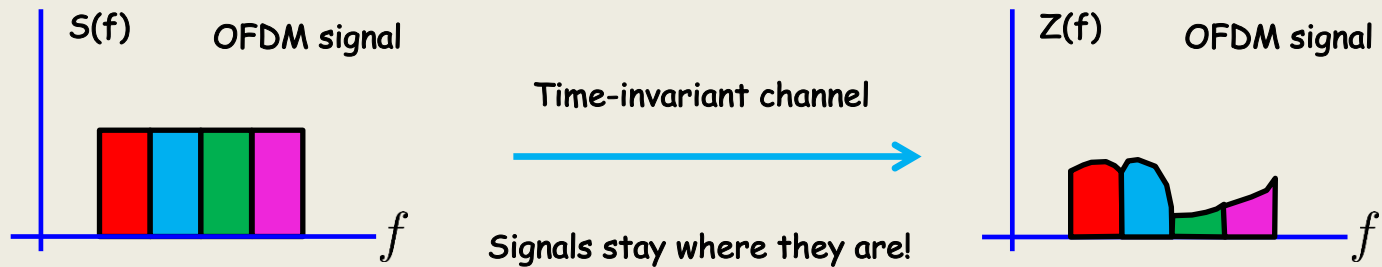 S(f)
OFDM signal
Time-invariant channel
Signals stay where they are!
f
Z(f)
OFDM signal
f